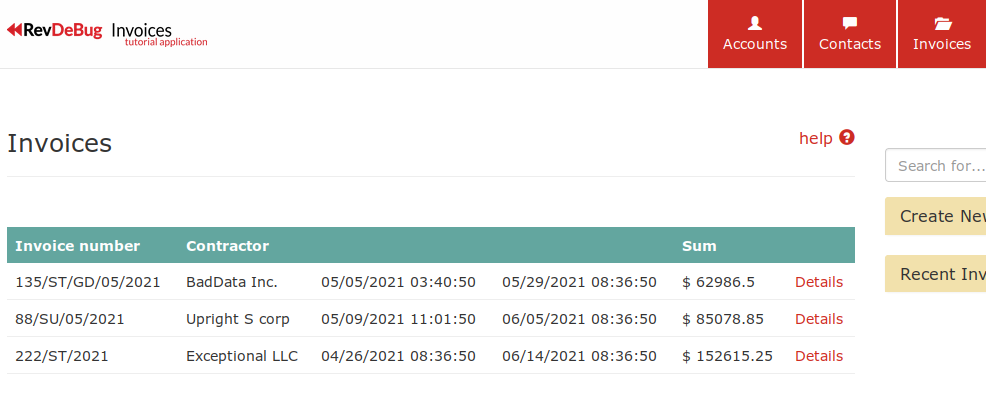 RevDeBug Invoices
tutorial application
Accounts Contacts Invoices
Invoices
help ?
Search for...
Create New
Recent Inv
Invoice number Contractor Sum
135/ST/GD/05/2021 BadData Inc. 05/05/2021 03:40:50 05/29/2021 08:36:50 $ 62986.5 Details
88/SU/05/2021 Upright S corp 05/09/2021 11:01:50 06/05/2021 08:36:50 $ 85078.85 Details
222/ST/2021 Exceptional LLC 04/26/2021 08:36:50 06/14/2021 08:36:50 $ 152615.25 Details